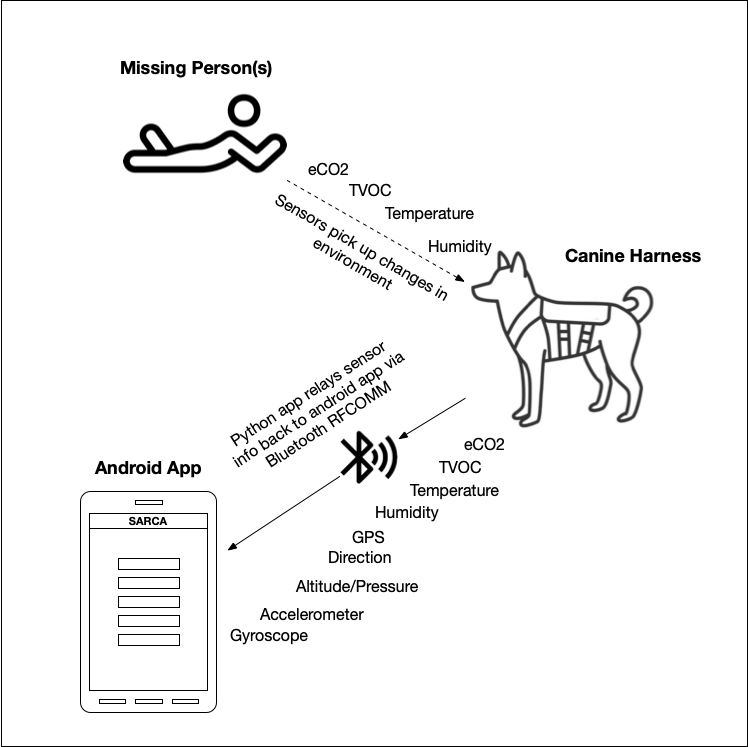 Missing Person(s)
eCO2
TVOC
Temperature
Humidity
Sensors pick up changes in
environment
Canine Harness
Python app relays sensor
info back to android app via
Bluetooth RFCOMM
eCO2
TVOC
Temperature
Humidity
GPS
Direction
Altitude/Pressure
Accelerometer
Gyroscope
Android App
SARCA